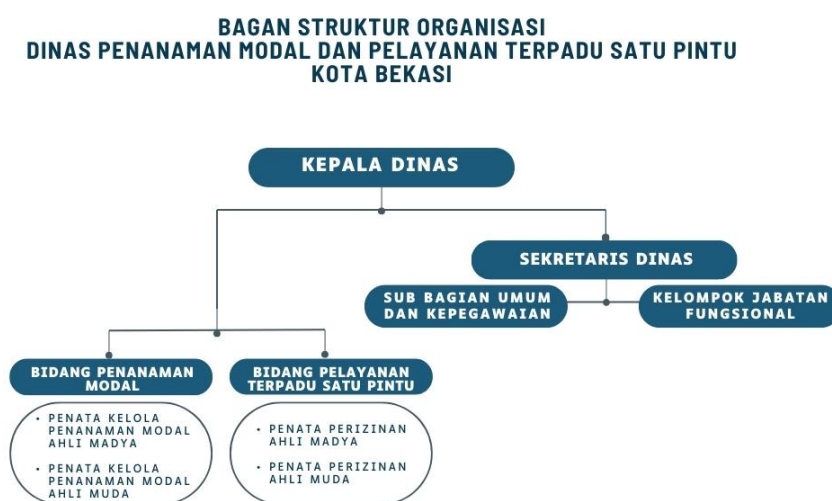 BAGAN STRUKTUR ORGANISASI
DINAS PENANAMAN MODAL DAN PELAYANAN TERPADU SATU PINTU
KOTA BEKASI
KEPALA DINAS
SEKRETARIS DINAS
SUB BAGIAN UMUM
DAN KEPEGAWAIAN
KELOMPOK JABATAN
FUNGSIONAL
BIDANG PENANAMAN
MODAL
• PENATA KELOLA
PENANAMAN MODAL
AHLI MADYA
• PENATA KELOLA
PENANAMAN MODAL
AHLI MUDA
BIDANG PELAYANAN
TERPADU SATU PINTU
• PENATA PERIZINAN
AHLI MADYA
• PENATA PERIZINAN
AHLI MUDA